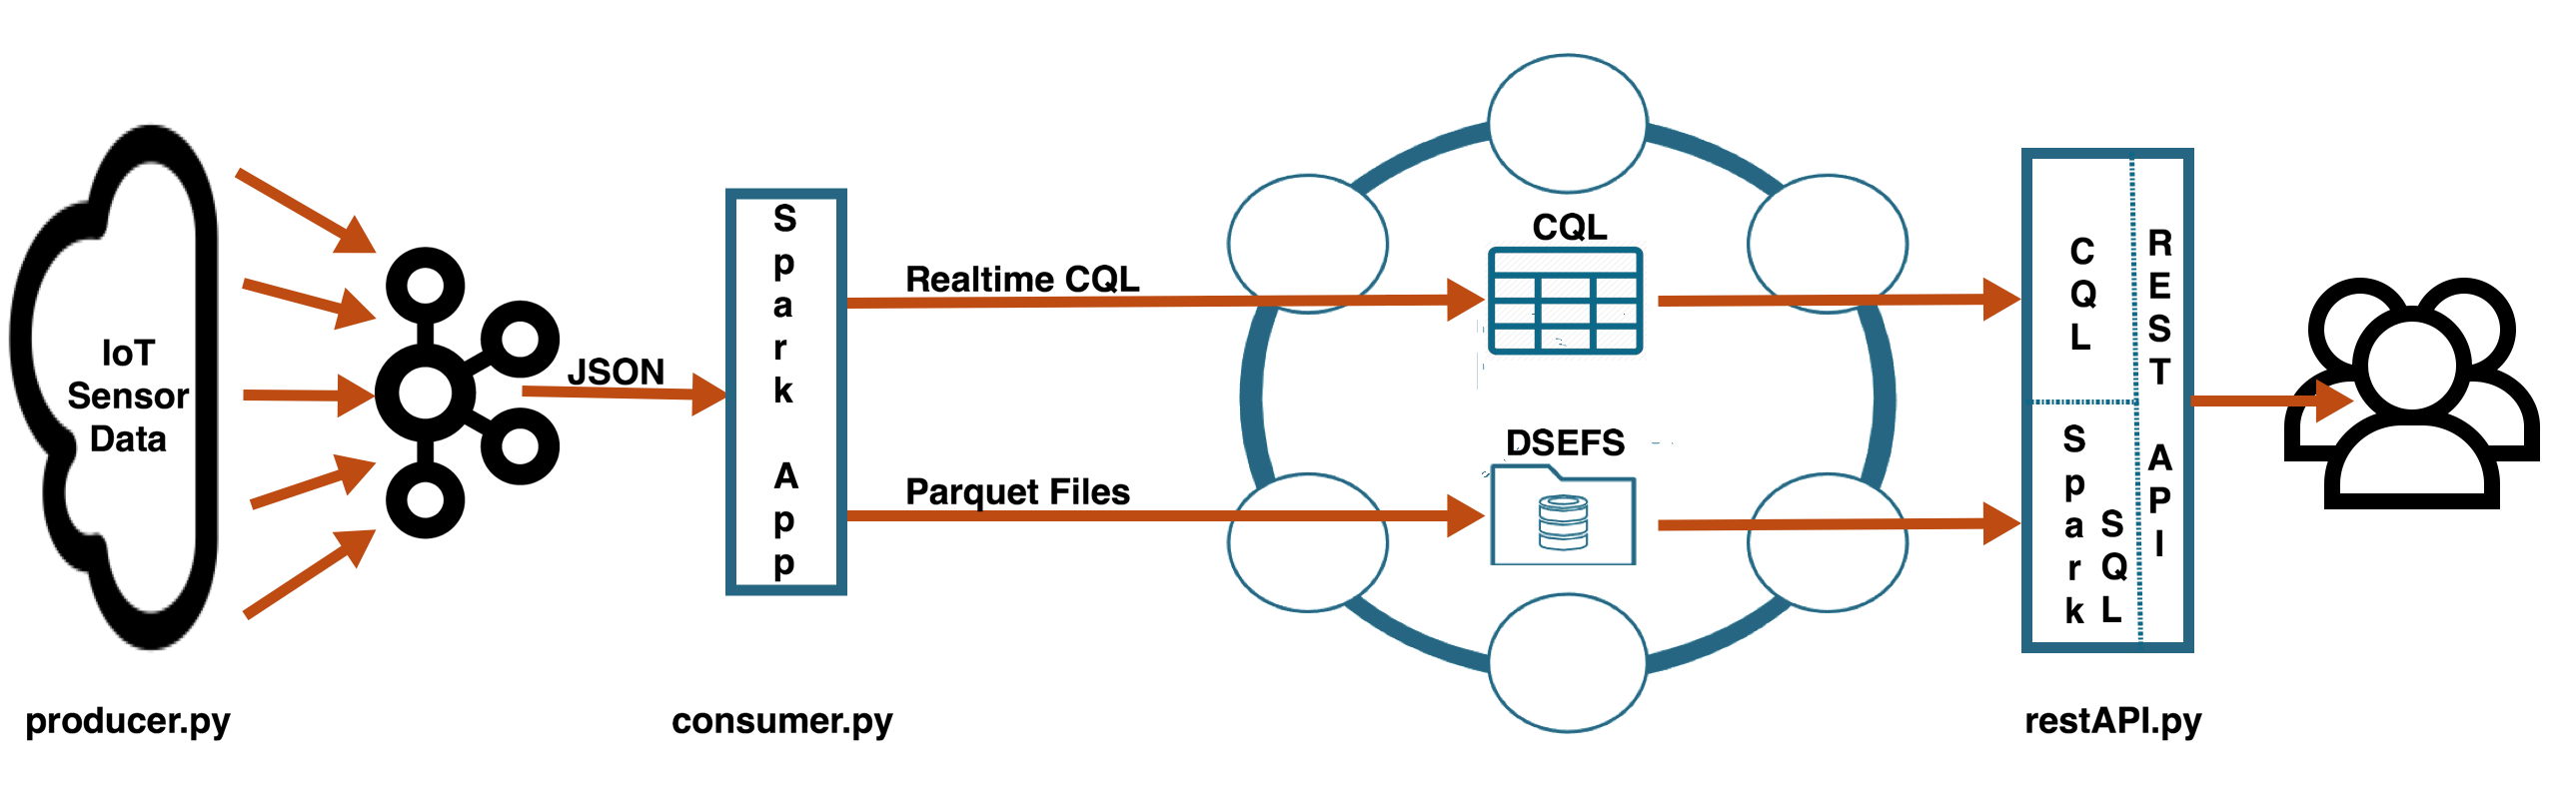 IoT
Sensor
Data
producer.py
JSON
Spark App
consumer.py
Realtime CQL
Parquet Files
CQL
DSEFS
CQL
Spark SQL
REST API
restAPI.py